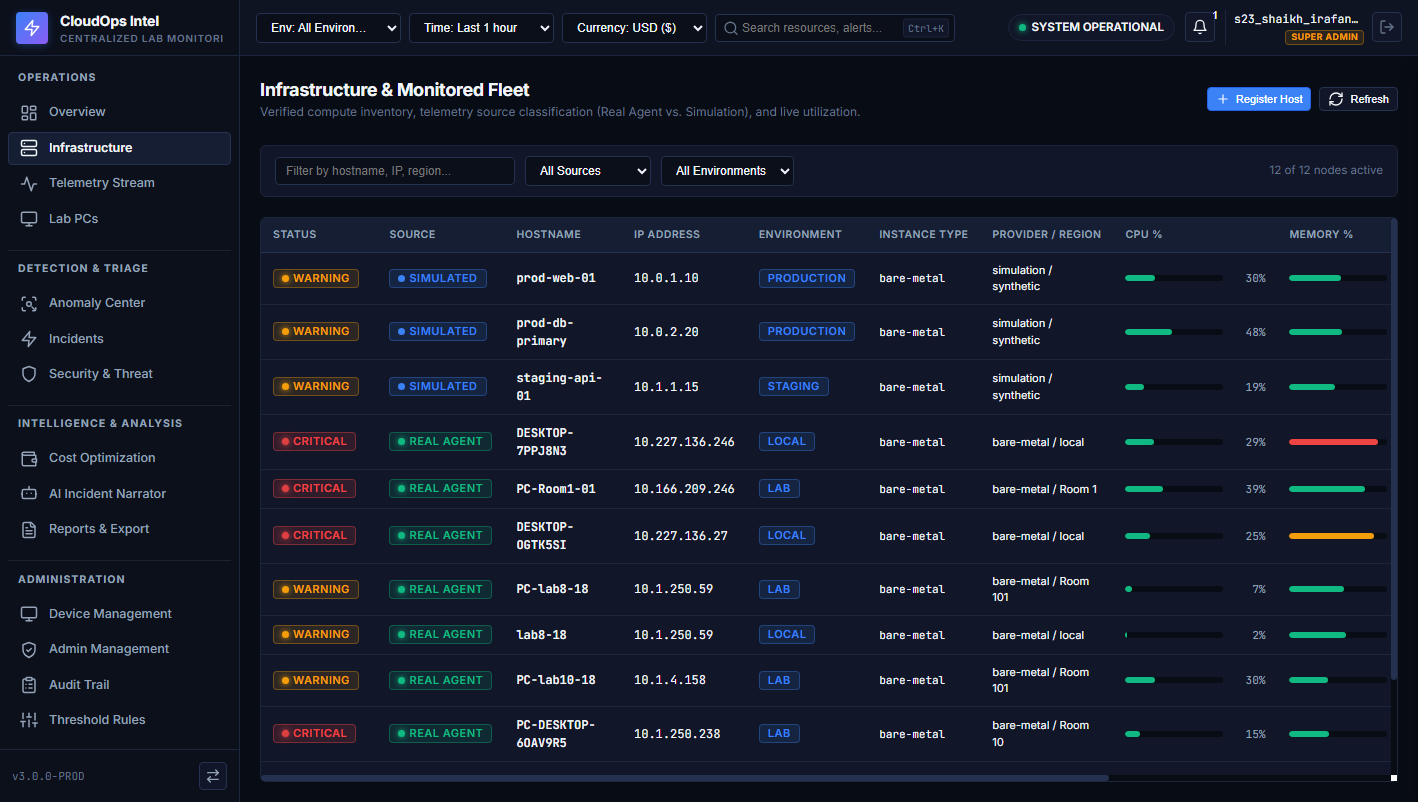 CloudOps Intel
CENTRALIZED LAB MONITORI
Env: All Environ...
Time: Last 1 hour
Currency: USD ($)
Search resources, alerts...
Ctrl+K
SYSTEM OPERATIONAL
1
s23_shaikh_irafan…
SUPER ADMIN
OPERATIONS
Overview
Infrastructure
Telemetry Stream
Lab PCs
DETECTION & TRIAGE
Anomaly Center
Incidents
Security & Threat
INTELLIGENCE & ANALYSIS
Cost Optimization
AI Incident Narrator
Reports & Export
ADMINISTRATION
Device Management
Admin Management
Audit Trail
Threshold Rules
v3.0.0-PROD
Infrastructure & Monitored Fleet
Verified compute inventory, telemetry source classification (Real Agent vs. Simulation), and live utilization.
Register Host
Refresh
Filter by hostname, IP, region...
All Sources
All Environments
12 of 12 nodes active
STATUS SOURCE HOSTNAME IP ADDRESS ENVIRONMENT INSTANCE TYPE PROVIDER / REGION CPU % MEMORY %
WARNING SIMULATED prod-web-01 10.0.1.10 PRODUCTION bare-metal simulation / synthetic 30%
WARNING SIMULATED prod-db-primary 10.0.2.20 PRODUCTION bare-metal simulation / synthetic 48%
WARNING SIMULATED staging-api-01 10.1.1.15 STAGING bare-metal simulation / synthetic 19%
CRITICAL REAL AGENT DESKTOP-7PPJ8N3 10.227.136.246 LOCAL bare-metal bare-metal / local 29%
CRITICAL REAL AGENT PC-Room1-01 10.166.209.246 LAB bare-metal bare-metal / Room 1 39%
CRITICAL REAL AGENT DESKTOP-OGTK5SI 10.227.136.27 LOCAL bare-metal bare-metal / local 25%
WARNING REAL AGENT PC-lab8-18 10.1.250.59 LAB bare-metal bare-metal / Room 101 7%
WARNING REAL AGENT lab8-18 10.1.250.59 LOCAL bare-metal bare-metal / local 2%
WARNING REAL AGENT PC-lab10-18 10.1.4.158 LAB bare-metal bare-metal / Room 101 30%
CRITICAL REAL AGENT PC-DESKTOP-6OAV9R5 10.1.250.238 LAB bare-metal bare-metal / Room 10 15%